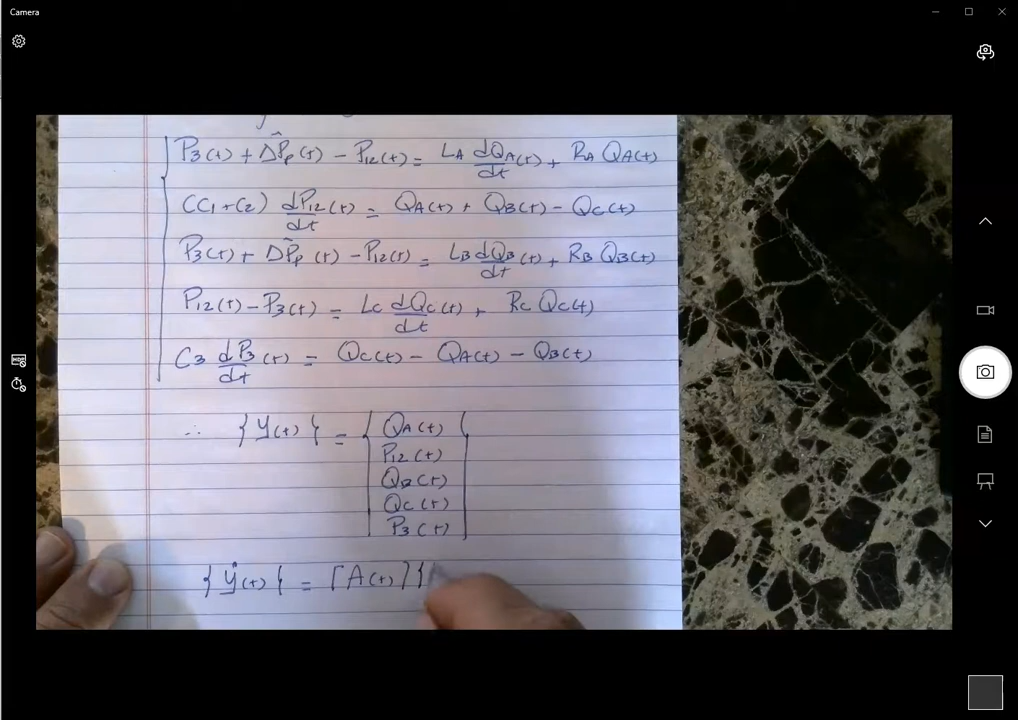 Camera
P3(t) + ΔP̂p(t) − P12(t) = LA dQA(t)/dt + RA QA(t)
(C1+C2) dP12(t)/dt = QA(t) + QB(t) − QC(t)
P3(t) + ΔP̃p(t) − P12(t) = LB dQB(t)/dt + RB QB(t)
P12(t) − P3(t) = LC dQC(t)/dt + RC QC(t)
C3 dP3(t)/dt = QC(t) − QA(t) − QB(t)
∴ {Y(t)} = { QA(t)
P12(t)
QB(t)
QC(t)
P3(t) }
{Ẏ(t)} = [A(t)]{